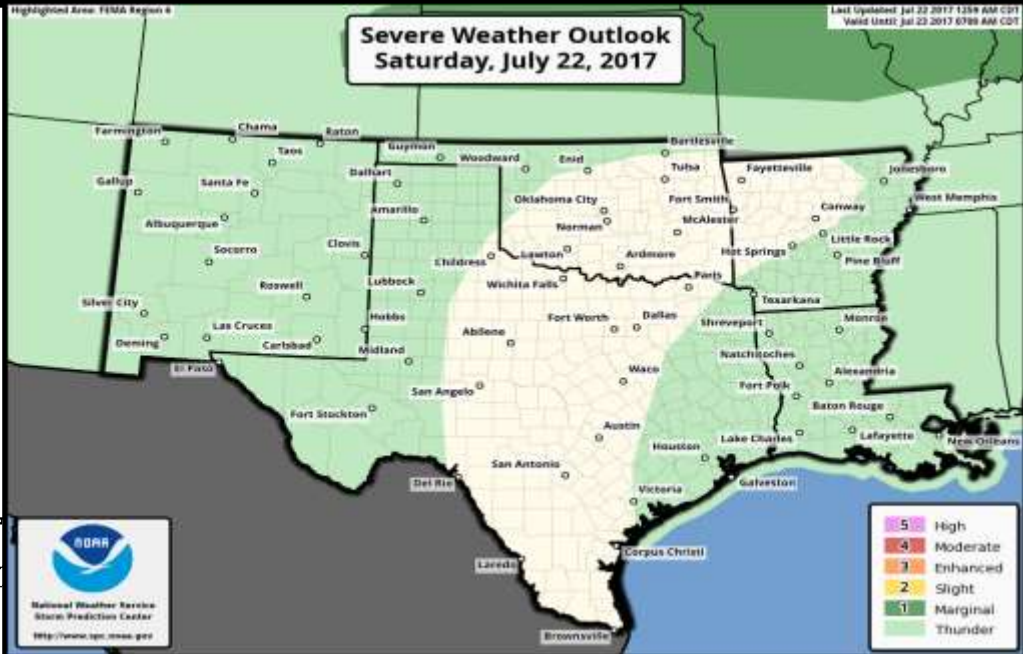 Highlighted Area: FEMA Region 6
Last Updated: Jul 22 2017 1259 AM CDT
Valid Until: Jul 23 2017 0700 AM CDT
Severe Weather Outlook
Saturday, July 22, 2017
Farmington
Chama
Raton
Guymon
Bartlesville
Taos
Woodward
Enid
Dalhart
Tulsa
Fayetteville
Jonesboro
Gallup
Santa Fe
Oklahoma City
Fort Smith
West Memphis
Amarillo
Conway
Albuquerque
Norman
McAlester
Little Rock
Socorro
Clovis
Childress
Lawton
Ardmore
Hot Springs
Pine Bluff
Roswell
Lubbock
Wichita Falls
Paris
Texarkana
Silver City
Hobbs
Fort Worth
Dallas
Shreveport
Monroe
Las Cruces
Abilene
Deming
Carlsbad
Midland
Natchitoches
El Paso
Waco
Alexandria
San Angelo
Fort Polk
Fort Stockton
Baton Rouge
Austin
Houston
Lake Charles
Lafayette
New Orleans
San Antonio
Del Rio
Galveston
Victoria
Corpus Christi
Laredo
Brownsville
NOAA
National Weather Service
Storm Prediction Center
http://www.spc.noaa.gov
5 High
4 Moderate
3 Enhanced
2 Slight
1 Marginal
Thunder